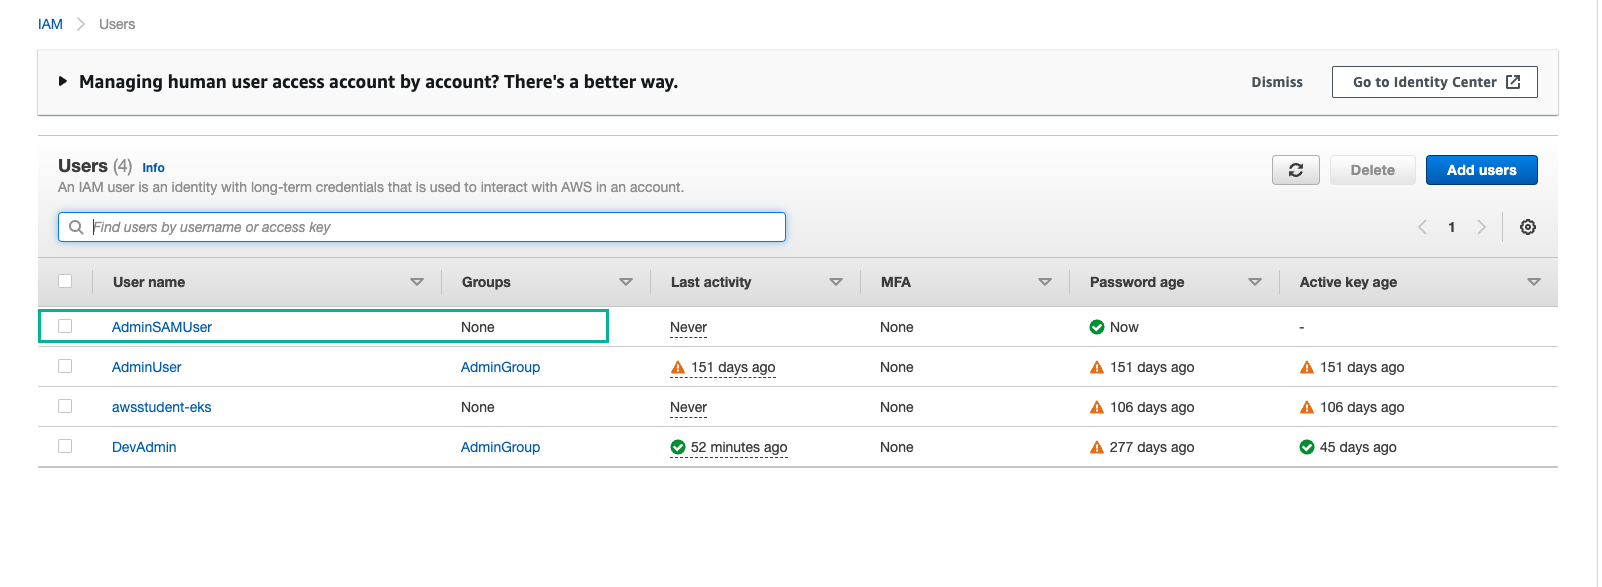 IAM > Users
Managing human user access account by account? There's a better way. Dismiss Go to Identity Center
Users (4) Info
Delete Add users
An IAM user is an identity with long-term credentials that is used to interact with AWS in an account.
Find users by username or access key
1
User name Groups Last activity MFA Password age Active key age
AdminSAMUser None Never None Now -
AdminUser AdminGroup 151 days ago None 151 days ago 151 days ago
awsstudent-eks None Never None 106 days ago 106 days ago
DevAdmin AdminGroup 52 minutes ago None 277 days ago 45 days ago